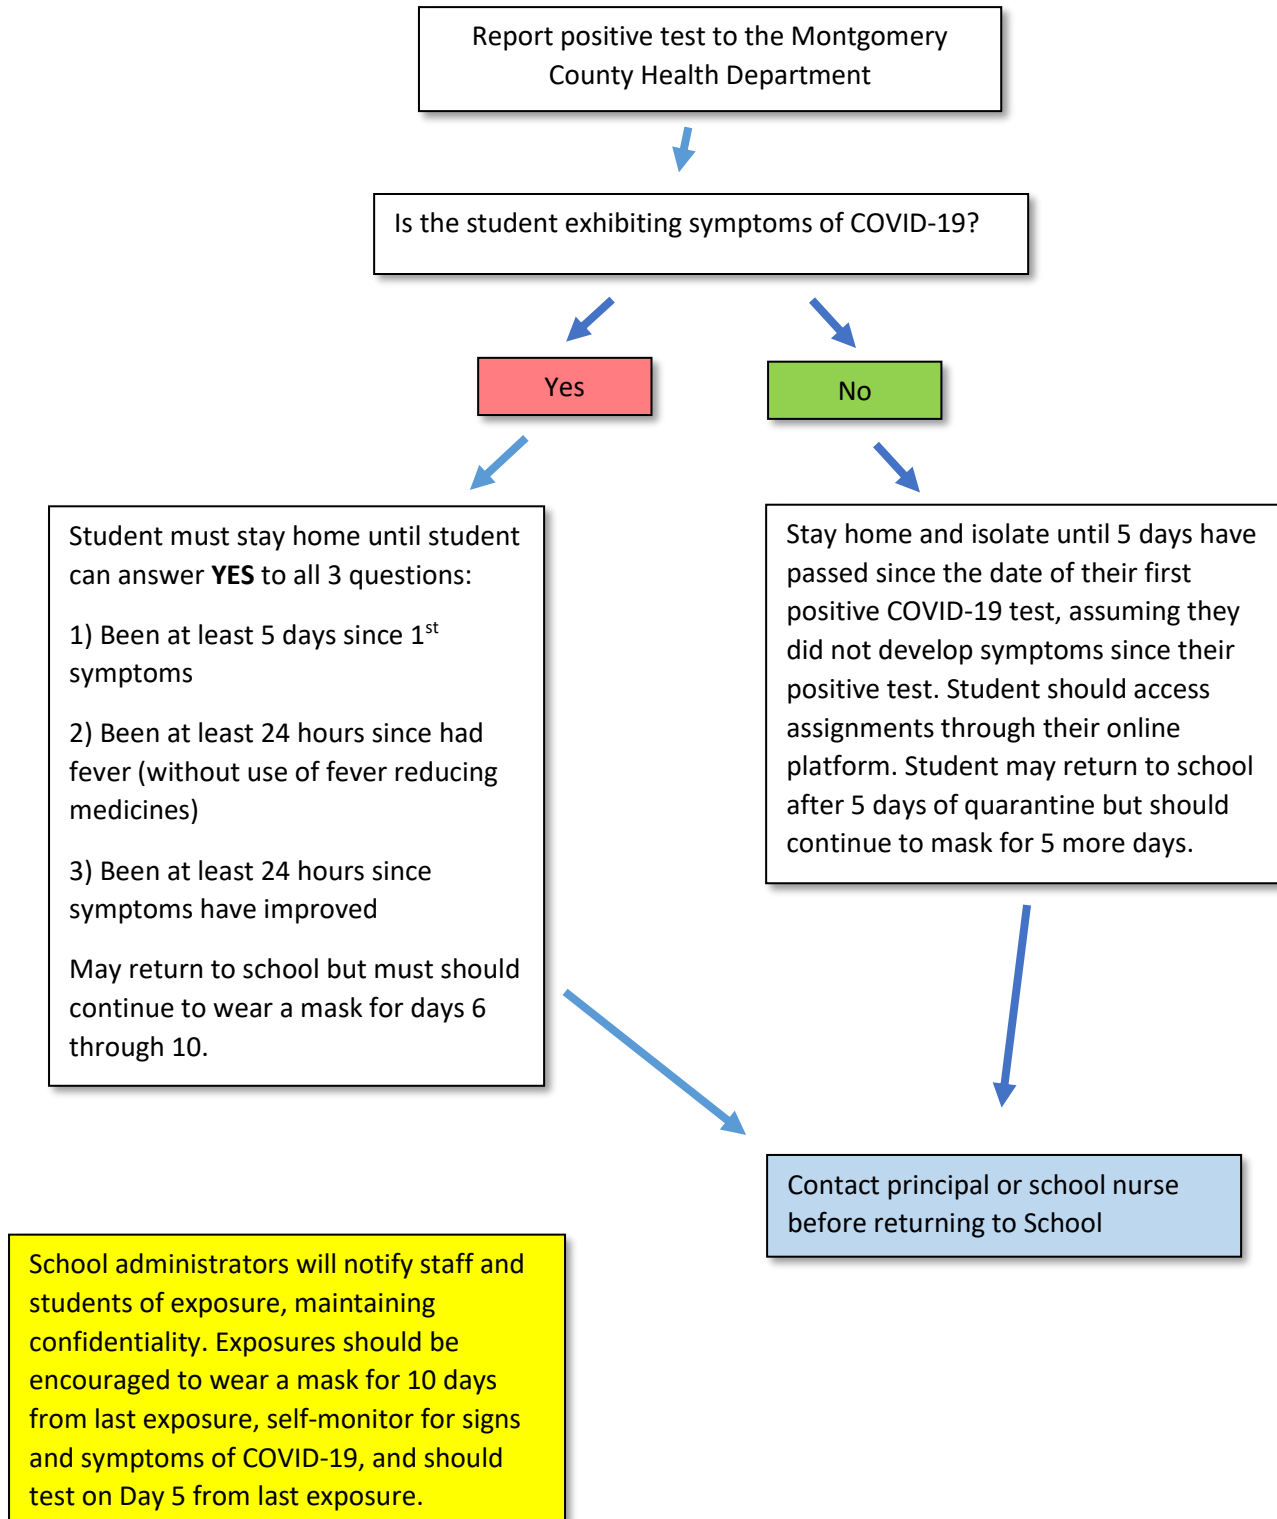 Report positive test to the Montgomery
County Health Department
Is the student exhibiting symptoms of COVID-19?
Yes
No
Student must stay home until student
can answer YES to all 3 questions:
1) Been at least 5 days since 1st
symptoms
2) Been at least 24 hours since had
fever (without use of fever reducing
medicines)
3) Been at least 24 hours since
symptoms have improved
May return to school but must should
continue to wear a mask for days 6
through 10.
Stay home and isolate until 5 days have
passed since the date of their first
positive COVID-19 test, assuming they
did not develop symptoms since their
positive test. Student should access
assignments through their online
platform. Student may return to school
after 5 days of quarantine but should
continue to mask for 5 more days.
Contact principal or school nurse
before returning to School
School administrators will notify staff and
students of exposure, maintaining
confidentiality. Exposures should be
encouraged to wear a mask for 10 days
from last exposure, self-monitor for signs
and symptoms of COVID-19, and should
test on Day 5 from last exposure.